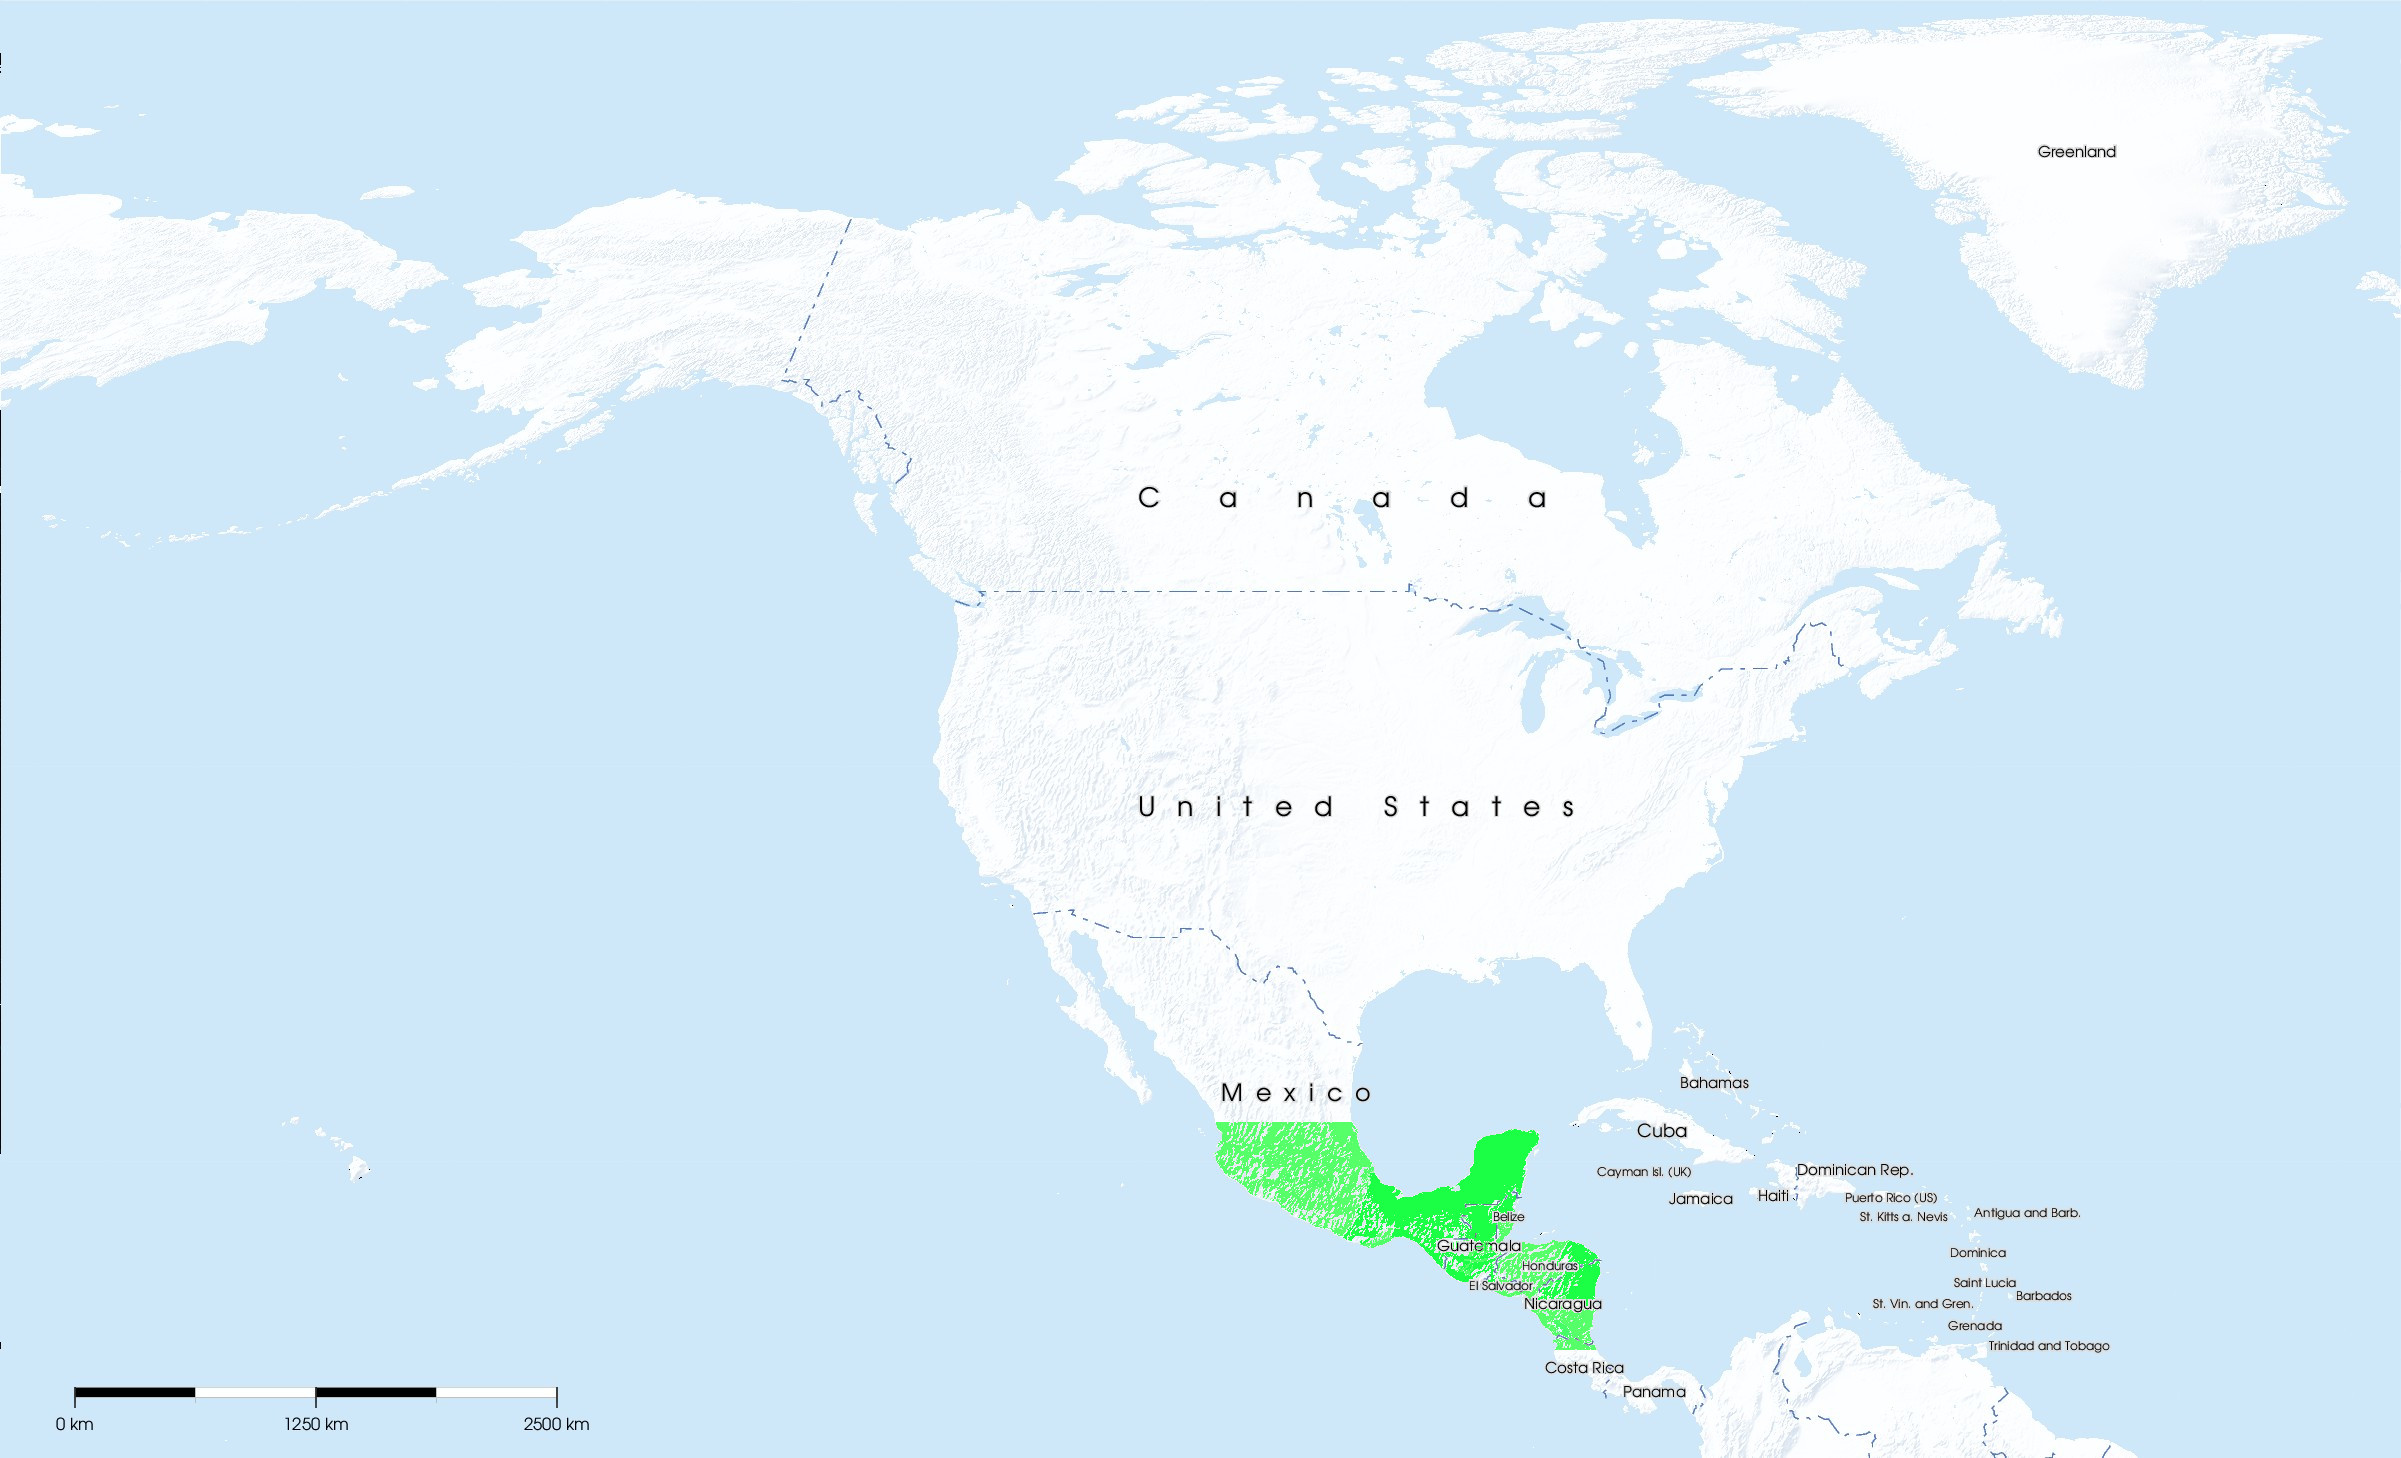 Greenland
C a n a d a
United States
Mexico
Bahamas
Cuba
Cayman Isl. (UK)
Dominican Rep.
Jamaica
Haiti
Puerto Rico (US)
St. Kitts a. Nevis
Antigua and Barb.
Belize
Guatemala
Honduras
El Salvador
Nicaragua
Dominica
Saint Lucia
Barbados
St. Vin. and Gren.
Grenada
Trinidad and Tobago
Costa Rica
Panama
0 km 1250 km 2500 km